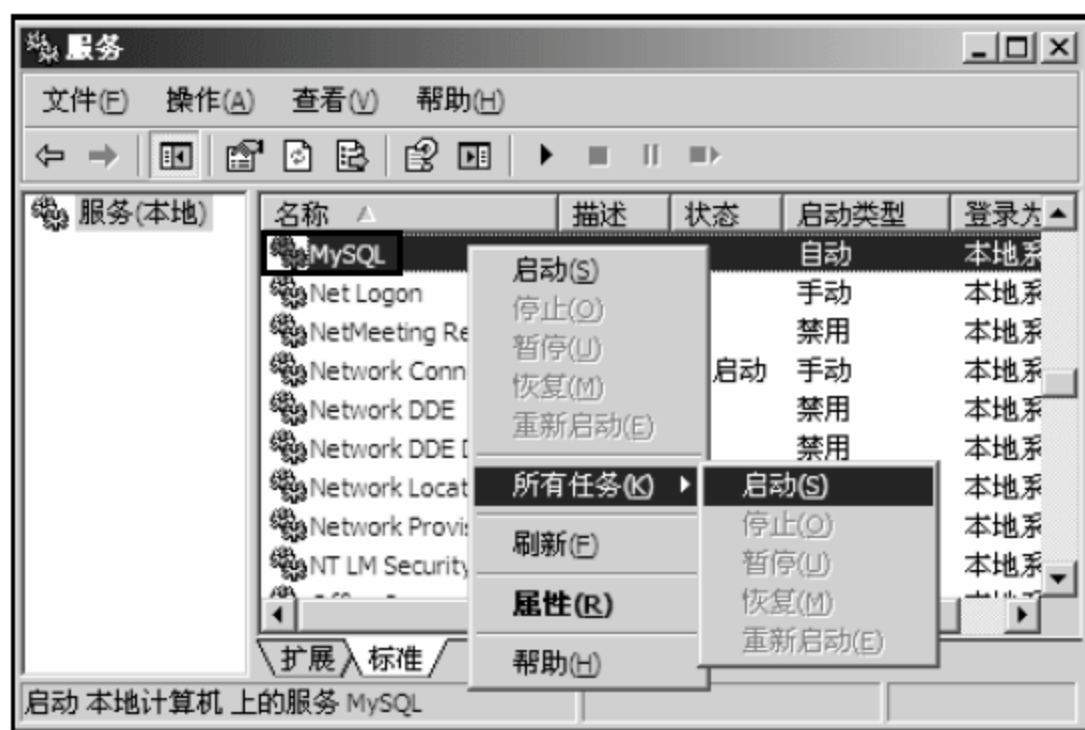 服务
文件(F) 操作(A) 查看(V) 帮助(H)
服务(本地)
名称 描述 状态 启动类型 登录为
MySQL 自动 本地系
Net Logon 手动 本地系
NetMeeting Re 禁用 本地系
Network Conn 启动 手动 本地系
Network DDE 禁用 本地系
Network DDE D 禁用 本地系
Network Locat 本地系
Network Provis 本地系
NT LM Security 本地系
启动(S)
停止(O)
暂停(U)
恢复(M)
重新启动(E)
所有任务(K)
刷新(F)
属性(R)
帮助(H)
启动(S)
停止(O)
暂停(U)
恢复(M)
重新启动(E)
扩展 标准
启动 本地计算机 上的服务 MySQL